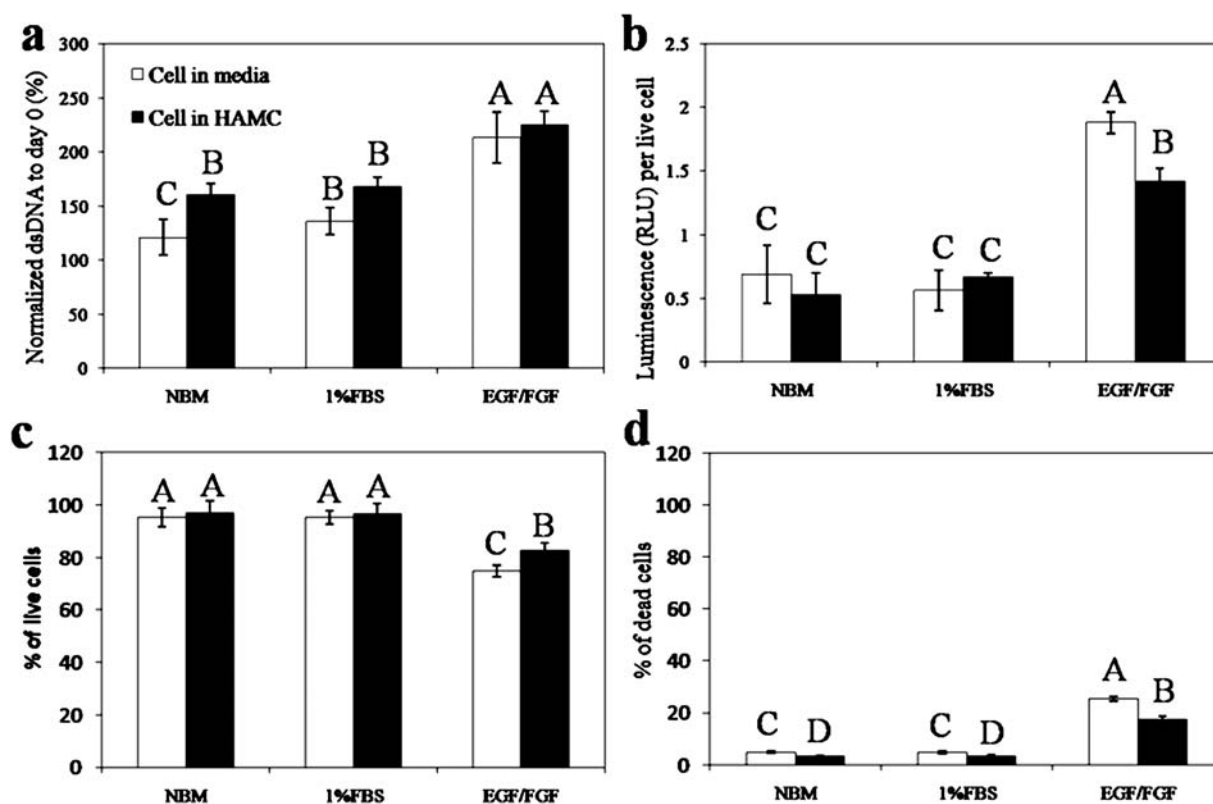 a
Normalized dsDNA to day 0 (%)
300
250
200
150
100
50
0
Cell in media
Cell in HAMC
C
B
B
B
A
A
NBM
1%FBS
EGF/FGF
b
Luminescence (RLU) per live cell
2.5
2
1.5
1
0.5
0
C
C
C
C
A
B
NBM
1%FBS
EGF/FGF
c
% of live cells
120
100
80
60
40
20
0
A
A
A
A
C
B
NBM
1%FBS
EGF/FGF
d
% of dead cells
120
100
80
60
40
20
0
C
D
C
D
A
B
NBM
1%FBS
EGF/FGF